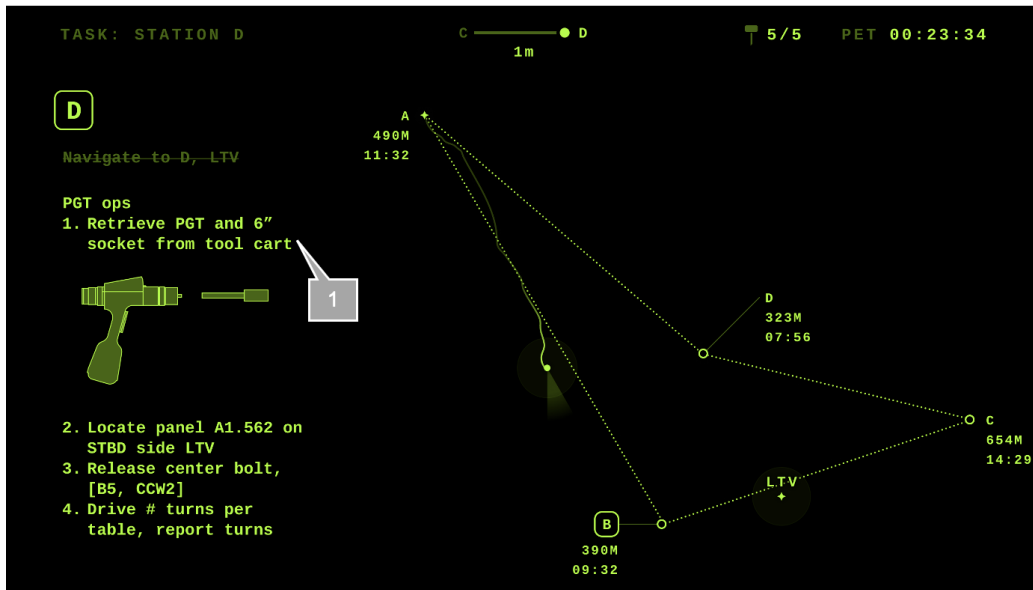 TASK: STATION D
C D
1m
5/5
PET 00:23:34
D
Navigate to D, LTV
PGT ops
1. Retrieve PGT and 6”
socket from tool cart
1
2. Locate panel A1.562 on
STBD side LTV
3. Release center bolt,
[B5, CCW2]
4. Drive # turns per
table, report turns
A
490M
11:32
D
323M
07:56
C
654M
14:29
LTV
B
390M
09:32